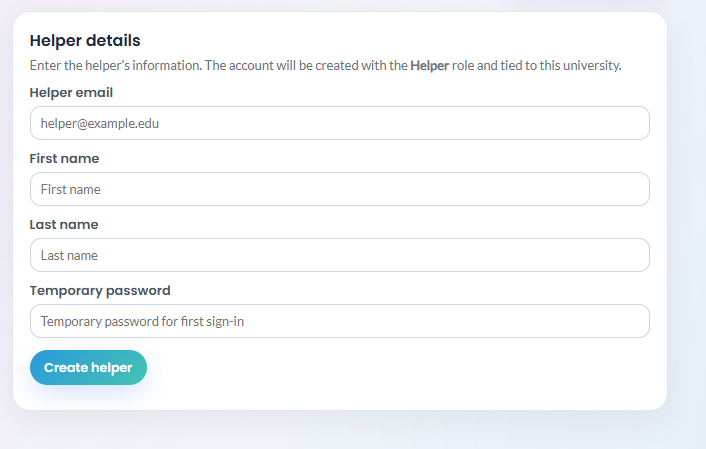 Helper details
Enter the helper's information. The account will be created with the Helper role and tied to this university.
Helper email
helper@example.edu
First name
First name
Last name
Last name
Temporary password
Temporary password for first sign-in
Create helper